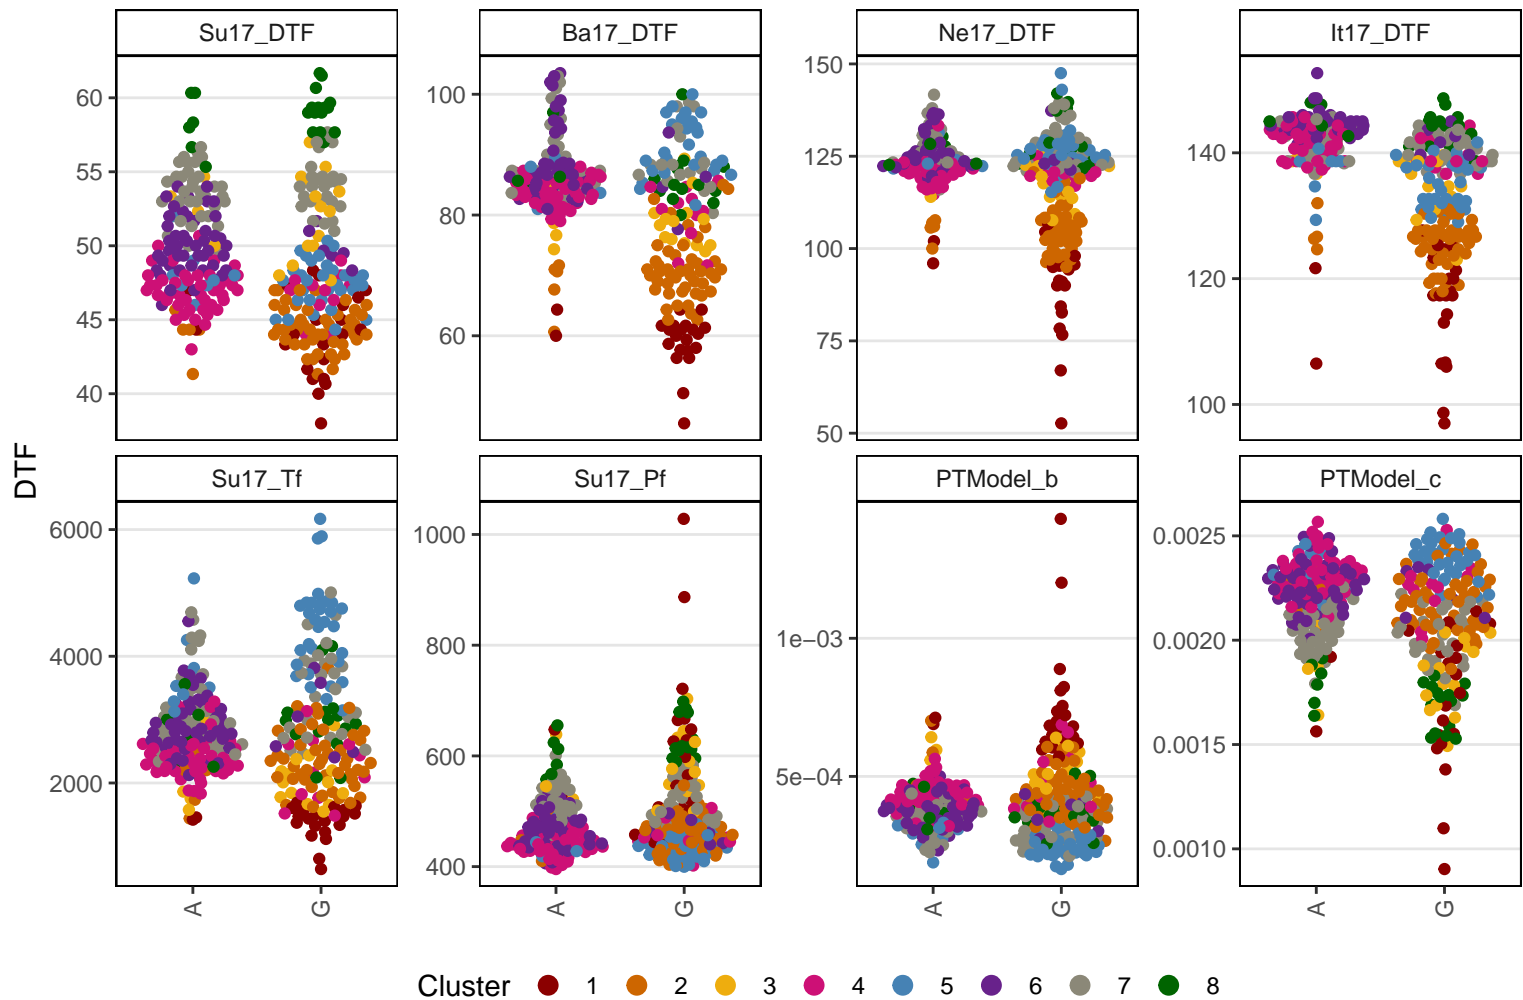 Su17_DTF Ba17_DTF Ne17_DTF It17_DTF
60 55 50 45 40
100 80 60
150 125 100 75 50
140 120 100
DTF
Su17_Tf Su17_Pf PTModel_b PTModel_c
6000 4000 2000
1000 800 600 400
1e−03 5e−04
0.0025 0.0020 0.0015 0.0010
A G A G A G A G
Cluster 1 2 3 4 5 6 7 8